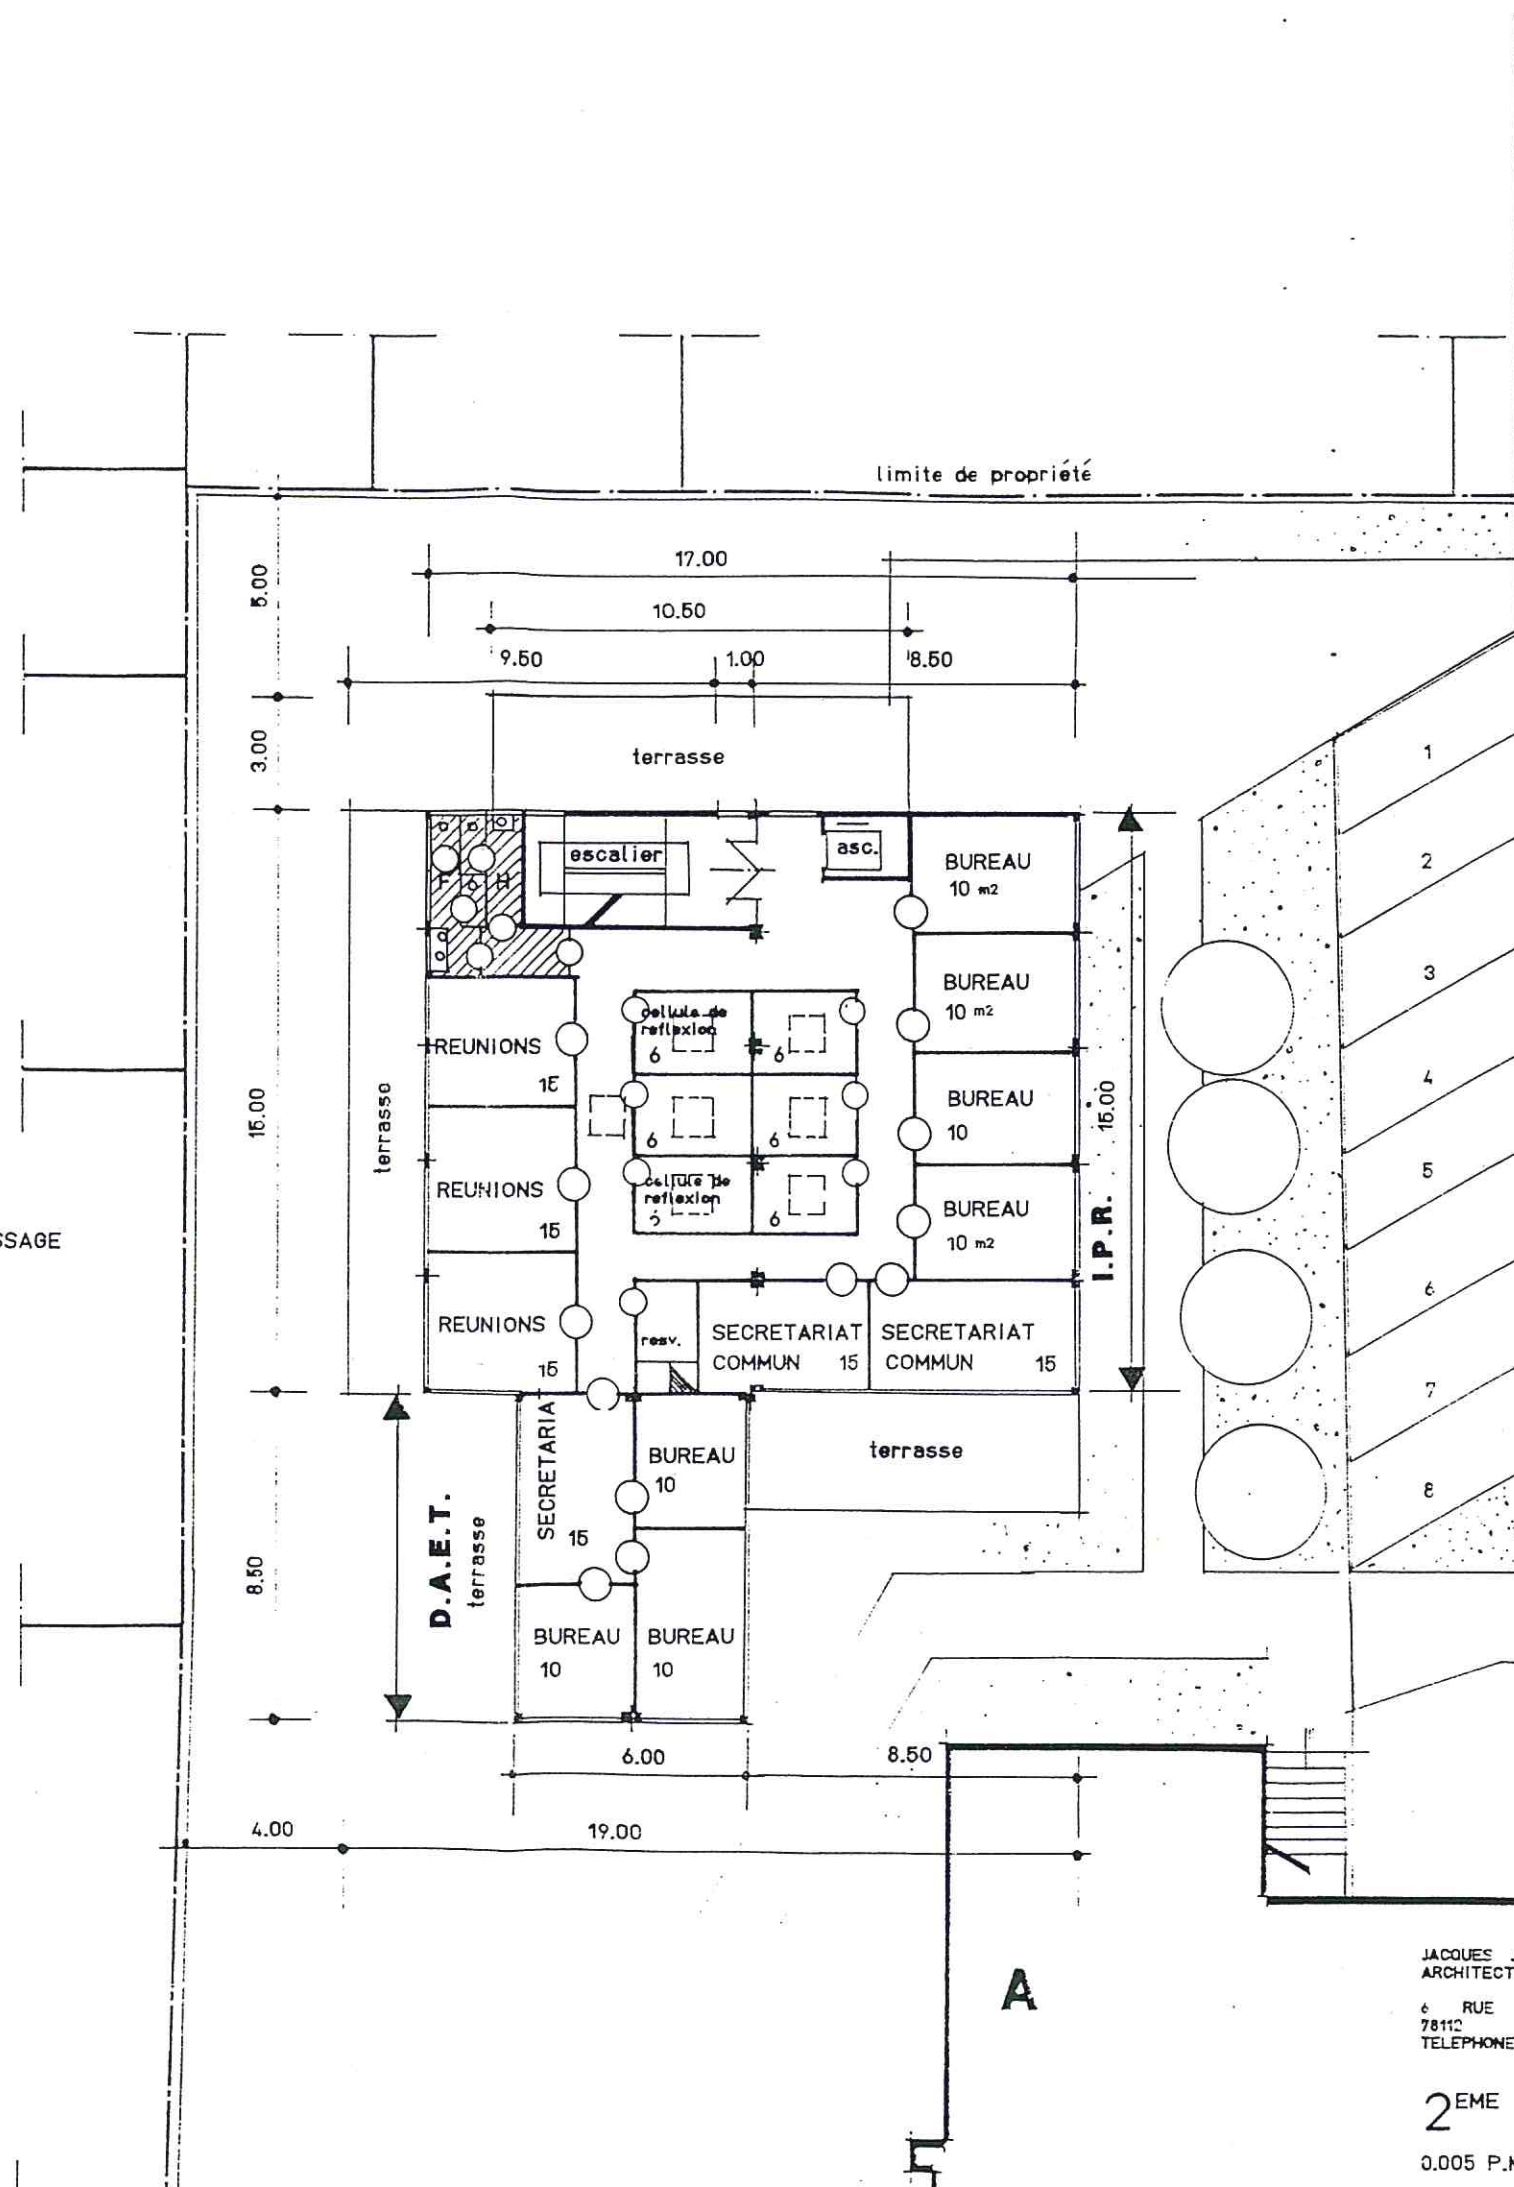 limite de propriété
17.00
5.00
10.50
9.50
1.00
8.50
3.00
terrasse
1
escalier
asc.
BUREAU
10 m2
2
F
H
BUREAU
10 m2
3
cellule de
reflexion
6
6
REUNIONS
15
BUREAU
10
4
15.00
terrasse
6
6
15.00
REUNIONS
15
cellule de
reflexion
6
BUREAU
10 m2
5
I.P.R.
SSAGE
REUNIONS
15
resv.
SECRETARIAT
COMMUN 15
SECRETARIAT
COMMUN 15
6
7
SECRETARIAT
15
BUREAU
10
terrasse
8
D.A.E.T.
terrasse
8.50
BUREAU
10
BUREAU
10
6.00
8.50
4.00
19.00
A
JACQUES
ARCHITECT
6 RUE
78112
TELEPHONE
2EME
0.005 P.